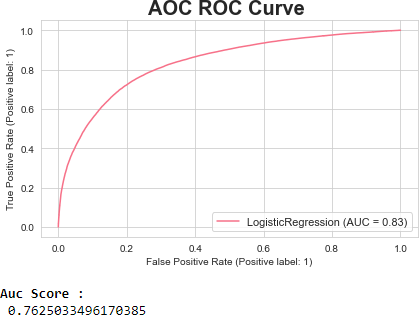 AOC ROC Curve
1.0
0.8
0.6
0.4
0.2
0.0
True Positive Rate (Positive label: 1)
LogisticRegression (AUC = 0.83)
0.0 0.2 0.4 0.6 0.8 1.0
False Positive Rate (Positive label: 1)
Auc Score :
0.7625033496170385